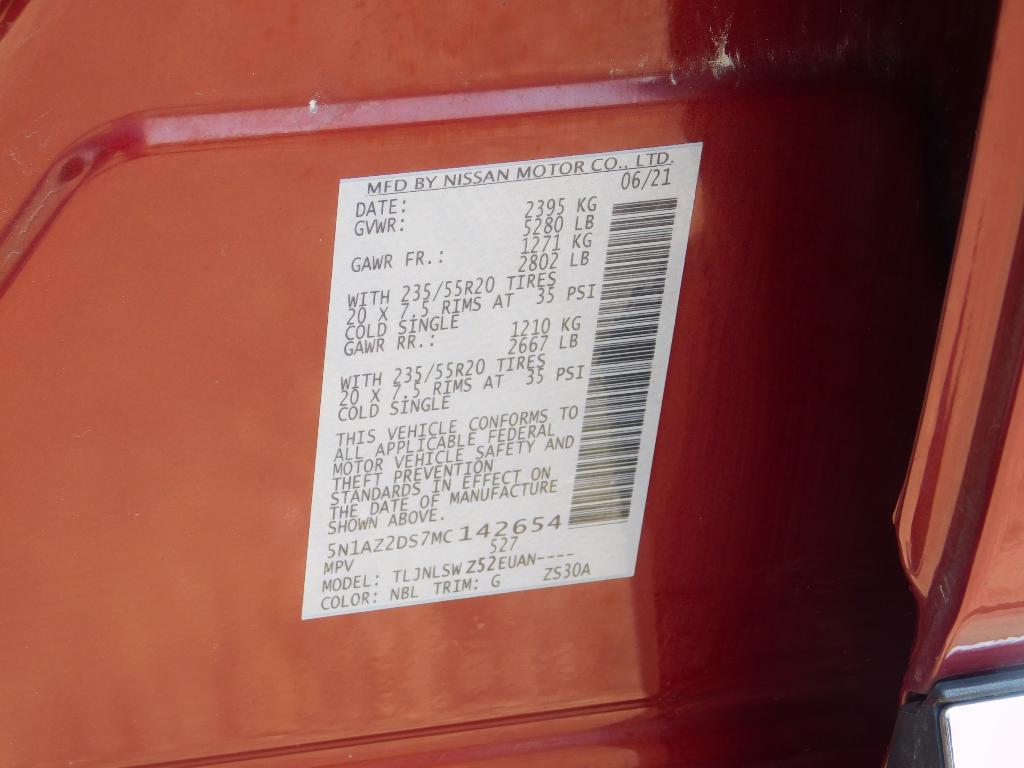 MFD BY NISSAN MOTOR CO., LTD.
DATE: 06/21
GVWR: 2395 KG
5280 LB
GAWR FR.: 1271 KG
2802 LB
WITH 235/55R20 TIRES
20 X 7.5 RIMS AT 35 PSI
COLD SINGLE
GAWR RR.: 1210 KG
2667 LB
WITH 235/55R20 TIRES
20 X 7.5 RIMS AT 35 PSI
COLD SINGLE
THIS VEHICLE CONFORMS TO
ALL APPLICABLE FEDERAL
MOTOR VEHICLE SAFETY AND
THEFT PREVENTION
STANDARDS IN EFFECT ON
THE DATE OF MANUFACTURE
SHOWN ABOVE.
5N1AZ2DS7MC 142654
MPV 527
MODEL: TLJNLSW Z52EUAN----
COLOR: NBL TRIM: G ZS30A